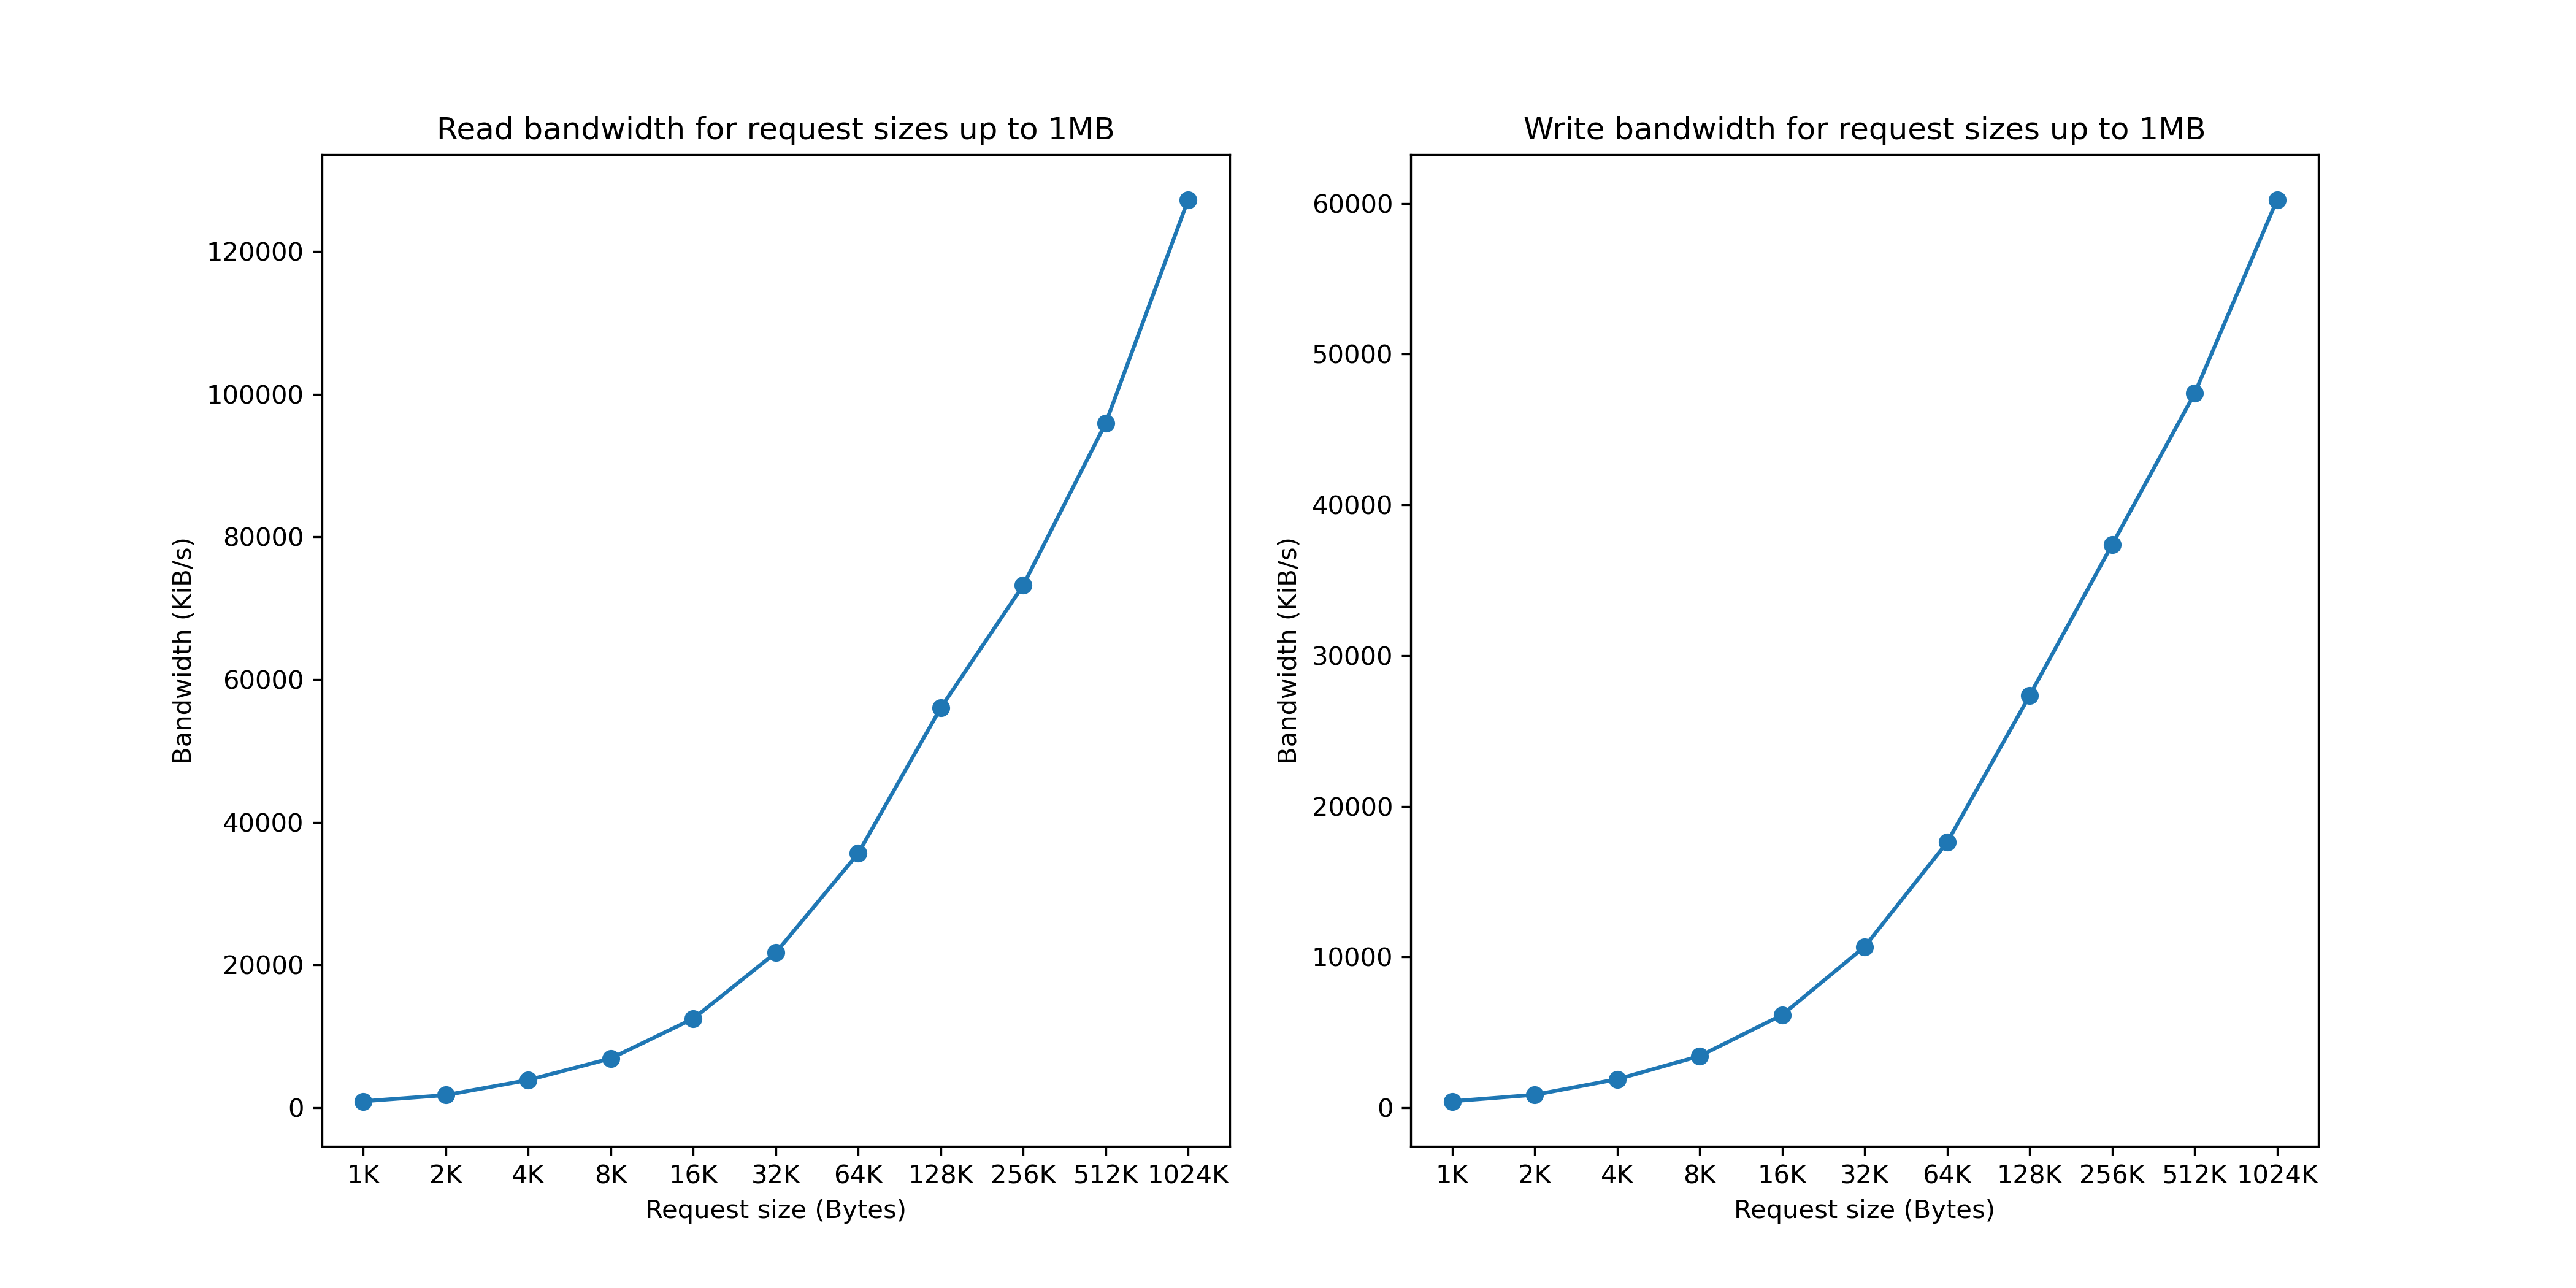 Read bandwidth for request sizes up to 1MB
120000
100000
80000
60000
40000
20000
0
Bandwidth (KiB/s)
1K 2K 4K 8K 16K 32K 64K 128K 256K 512K 1024K
Request size (Bytes)
Write bandwidth for request sizes up to 1MB
60000
50000
40000
30000
20000
10000
0
Bandwidth (KiB/s)
1K 2K 4K 8K 16K 32K 64K 128K 256K 512K 1024K
Request size (Bytes)